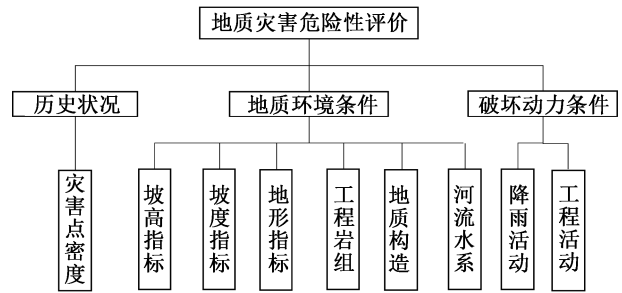 地质灾害危险性评价
历史状况
地质环境条件
破坏动力条件
灾害点密度
坡高指标
坡度指标
地形指标
工程岩组
地质构造
河流水系
降雨活动
工程活动